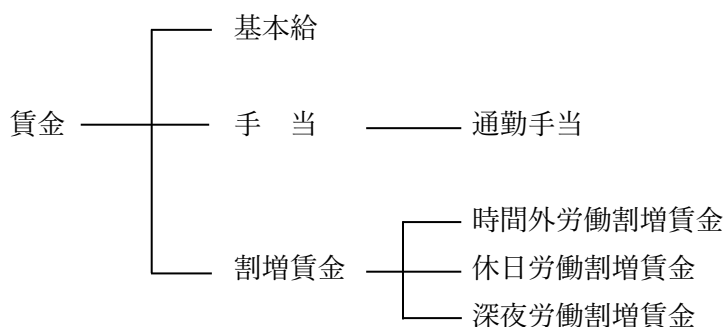 基本給
賃金
手　当
通勤手当
時間外労働割増賃金
割増賃金
休日労働割増賃金
深夜労働割増賃金